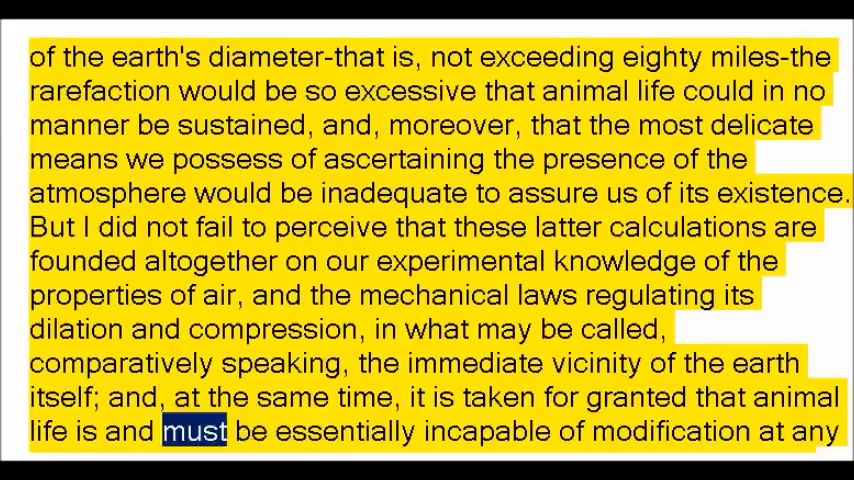 of the earth's diameter-that is, not exceeding eighty miles-the
rarefaction would be so excessive that animal life could in no
manner be sustained, and, moreover, that the most delicate
means we possess of ascertaining the presence of the
atmosphere would be inadequate to assure us of its existence.
But I did not fail to perceive that these latter calculations are
founded altogether on our experimental knowledge of the
properties of air, and the mechanical laws regulating its
dilation and compression, in what may be called,
comparatively speaking, the immediate vicinity of the earth
itself; and, at the same time, it is taken for granted that animal
life is and must be essentially incapable of modification at any